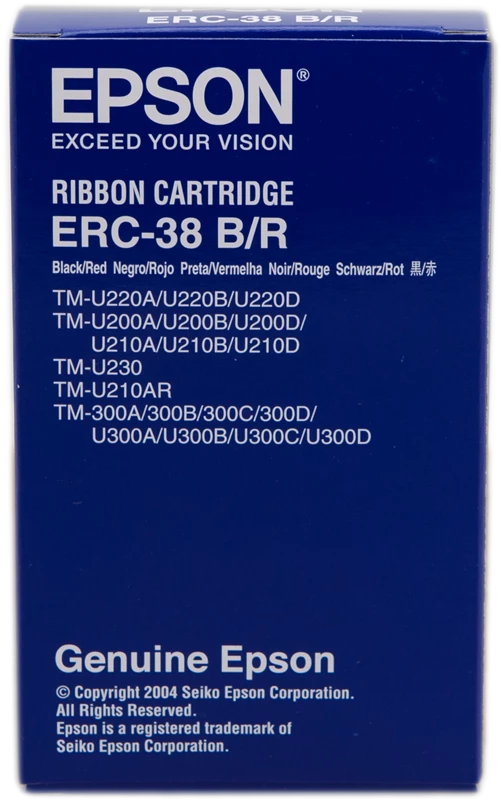 ERC-38 B/R
EPSON®
EXCEED YOUR VISION
RIBBON CARTRIDGE
ERC-38 B/R
Black/Red Negro/Rojo Preta/Vermelha Noir/Rouge Schwarz/Rot 黒/赤
TM-U220A/U220B/U220D
TM-U200A/U200B/U200D/
U210A/U210B/U210D
TM-U230
TM-U210AR
TM-300A/300B/300C/300D/
U300A/U300B/U300C/U300D
Genuine Epson
© Copyright 2004 Seiko Epson Corporation.
All Rights Reserved.
Epson is a registered trademark of
Seiko Epson Corporation.